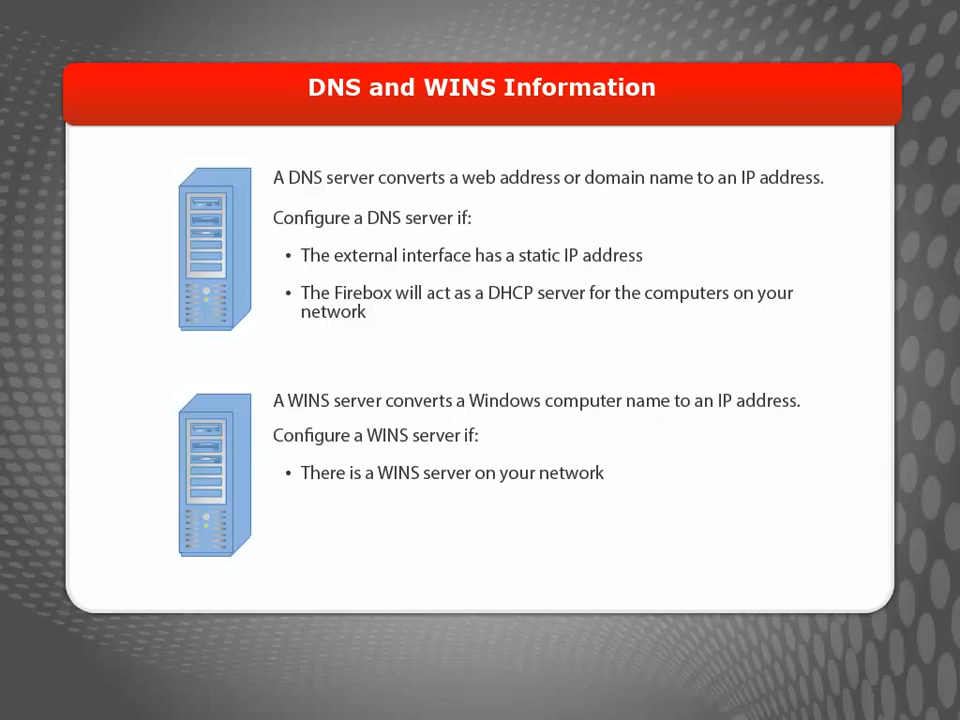 DNS and WINS Information
A DNS server converts a web address or domain name to an IP address.
Configure a DNS server if:
• The external interface has a static IP address
• The Firebox will act as a DHCP server for the computers on your
network
A WINS server converts a Windows computer name to an IP address.
Configure a WINS server if:
• There is a WINS server on your network